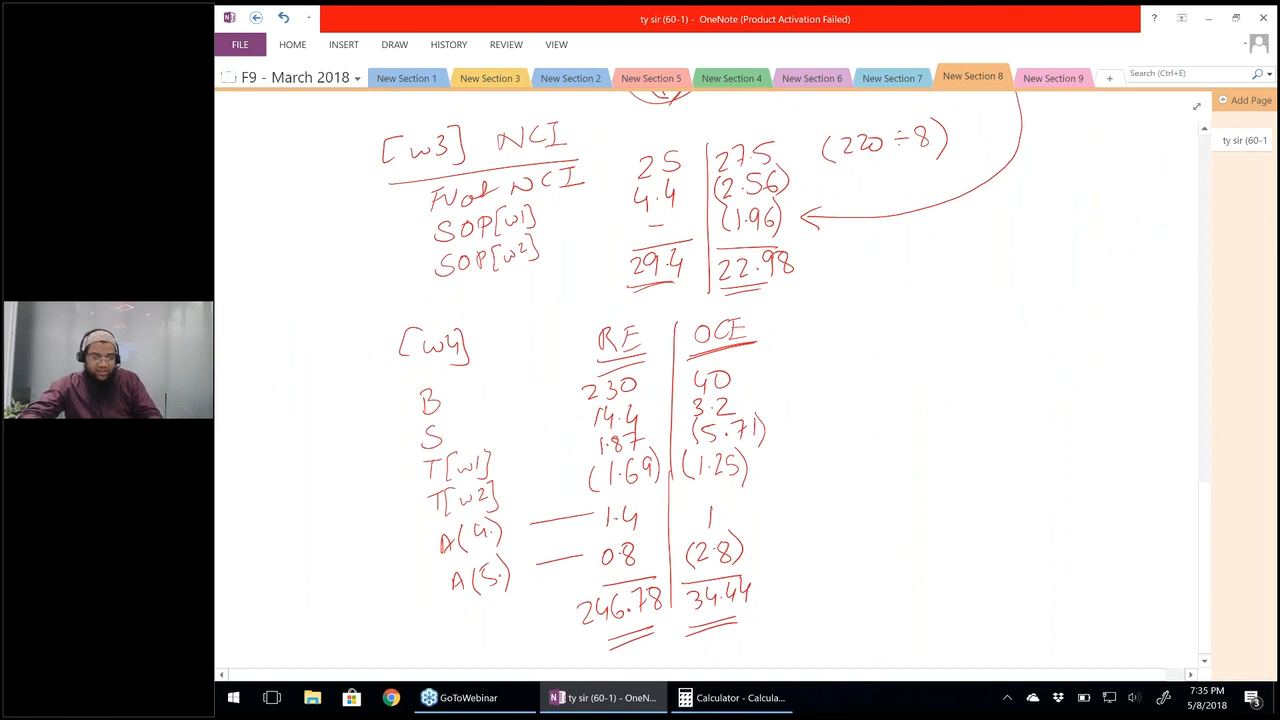 ty sir (60-1) - OneNote (Product Activation Failed)
FILE HOME INSERT DRAW HISTORY REVIEW VIEW
F9 - March 2018 New Section 1 New Section 3 New Section 2 New Section 5 New Section 4 New Section 6 New Section 7 New Section 8 New Section 9 + Search (Ctrl+E)
Add Page
ty sir (60-1)
[W3] NCI
25 27.5 (220 ÷ 8)
FV of NCI 4.4 (2.56)
SOP[W1] - (1.96)
SOP[W2] 29.4 22.98
[W4] RE OCE
B 230 40
S 14.4 3.2
T[W1] 1.87 (5.71)
T[W2] (1.69) (1.25)
A(4.) 1.4 1
A(5.) 0.8 (2.8)
246.78 34.44
GoToWebinar ty sir (60-1) - OneN... Calculator - Calcula...
7:35 PM
5/8/2018
3